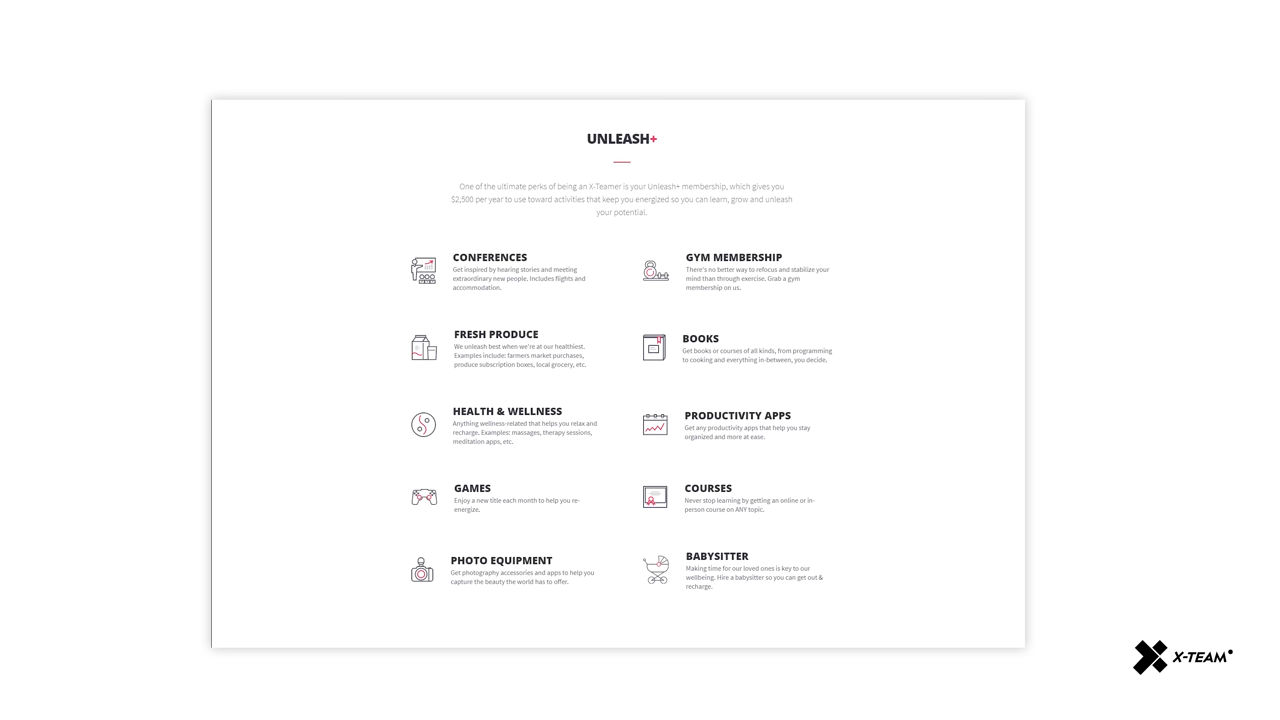 UNLEASH+
One of the ultimate perks of being an X-Teamer is your Unleash+ membership, which gives you
$2,500 per year to use toward activities that keep you energized so you can learn, grow and unleash
your potential.
CONFERENCES
Get inspired by hearing stories and meeting
extraordinary new people. Includes flights and
accommodation.
GYM MEMBERSHIP
There's no better way to refocus and stabilize your
mind than through exercise. Grab a gym
membership on us.
FRESH PRODUCE
We unleash best when we're at our healthiest.
Examples include: farmers market purchases,
produce subscription boxes, local grocery, etc.
BOOKS
Get books or courses of all kinds, from programming
to cooking and everything in-between, you decide.
HEALTH & WELLNESS
Anything wellness-related that helps you relax and
recharge. Examples: massages, therapy sessions,
meditation apps, etc.
PRODUCTIVITY APPS
Get any productivity apps that help you stay
organized and more at ease.
GAMES
Enjoy a new title each month to help you re-
energize.
COURSES
Never stop learning by getting an online or in-
person course on ANY topic.
PHOTO EQUIPMENT
Get photography accessories and apps to help you
capture the beauty the world has to offer.
BABYSITTER
Making time for our loved ones is key to our
wellbeing. Hire a babysitter so you can get out &
recharge.
X-TEAM